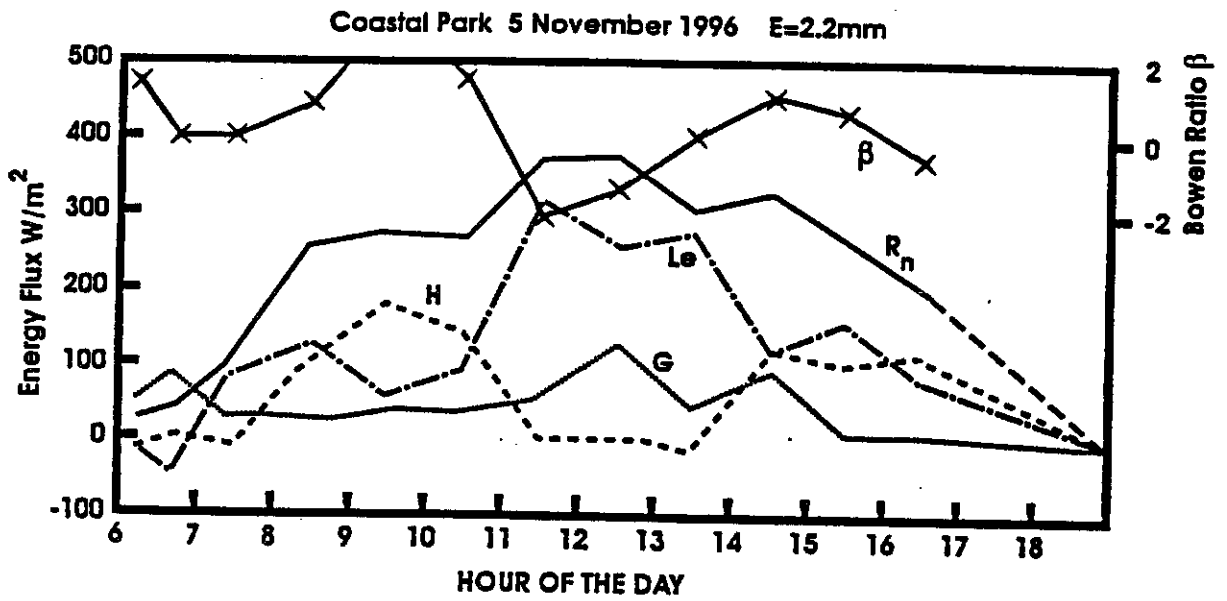 Coastal Park 5 November 1996 E=2.2mm
500
400
300
200
100
0
-100
Energy Flux W/m²
2
0
-2
Bowen Ratio β
β
Rn
Le
H
G
6 7 8 9 10 11 12 13 14 15 16 17 18
HOUR OF THE DAY